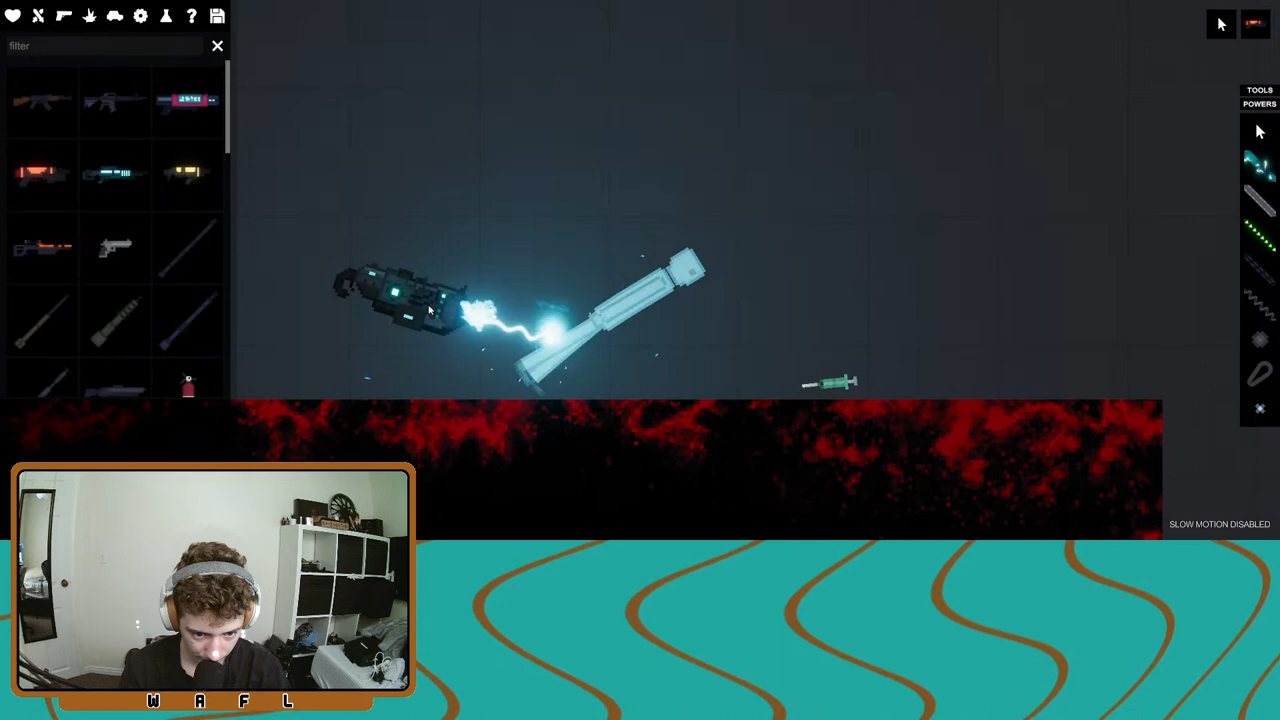 filter
TOOLS
POWERS
SLOW MOTION DISABLED
W A F L